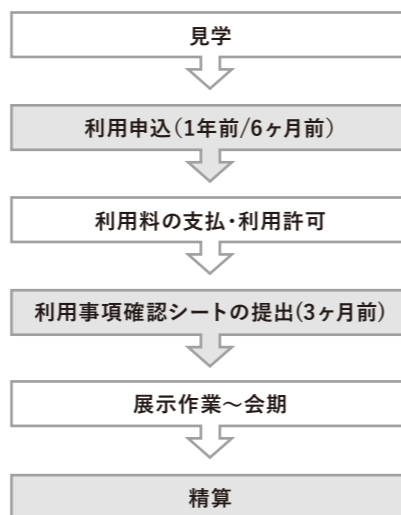 見学
利用申込（1年前/6ヶ月前）
利用料の支払・利用許可
利用事項確認シートの提出(3ヶ月前)
展示作業～会期
精算